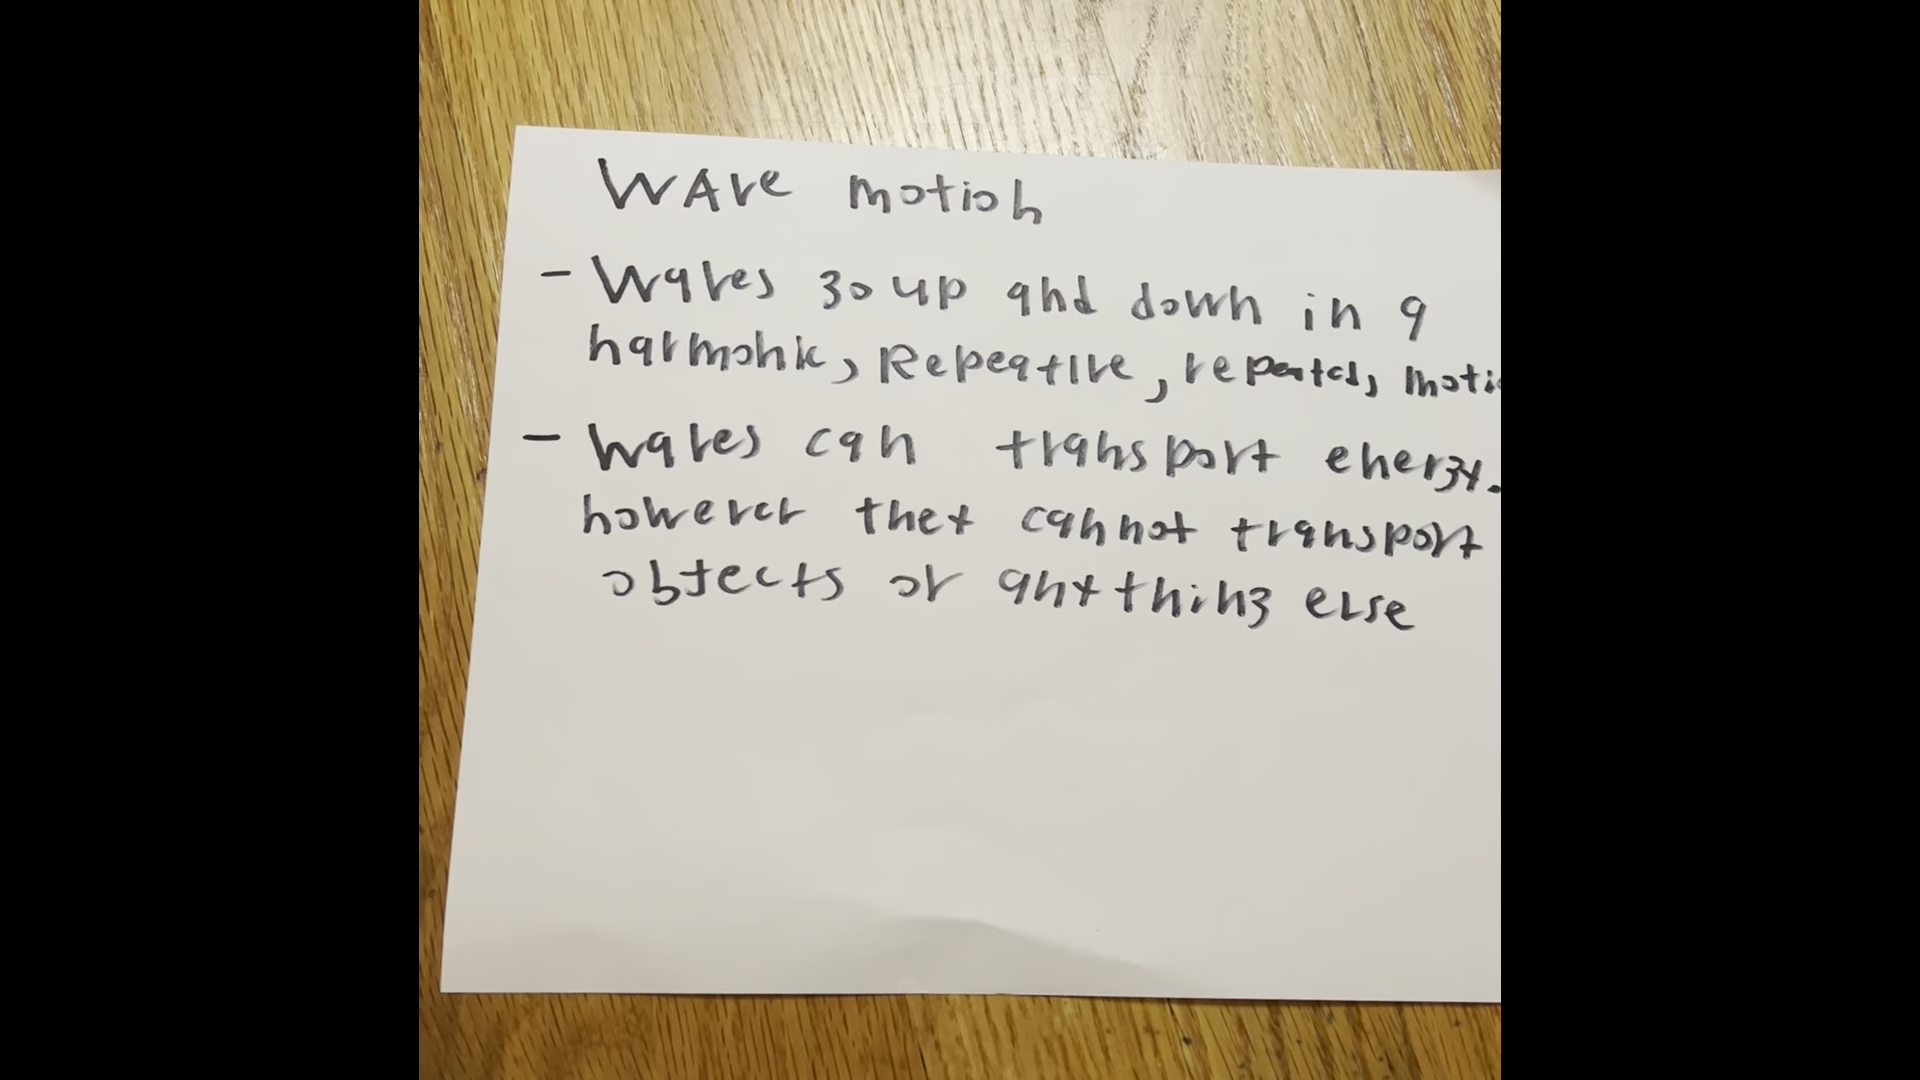 WAve motion
- Waves go up and down in a
harmonic, Repeative, repeated, motio
- Waves can transport energy.
however they cannot transport
objects or anything else